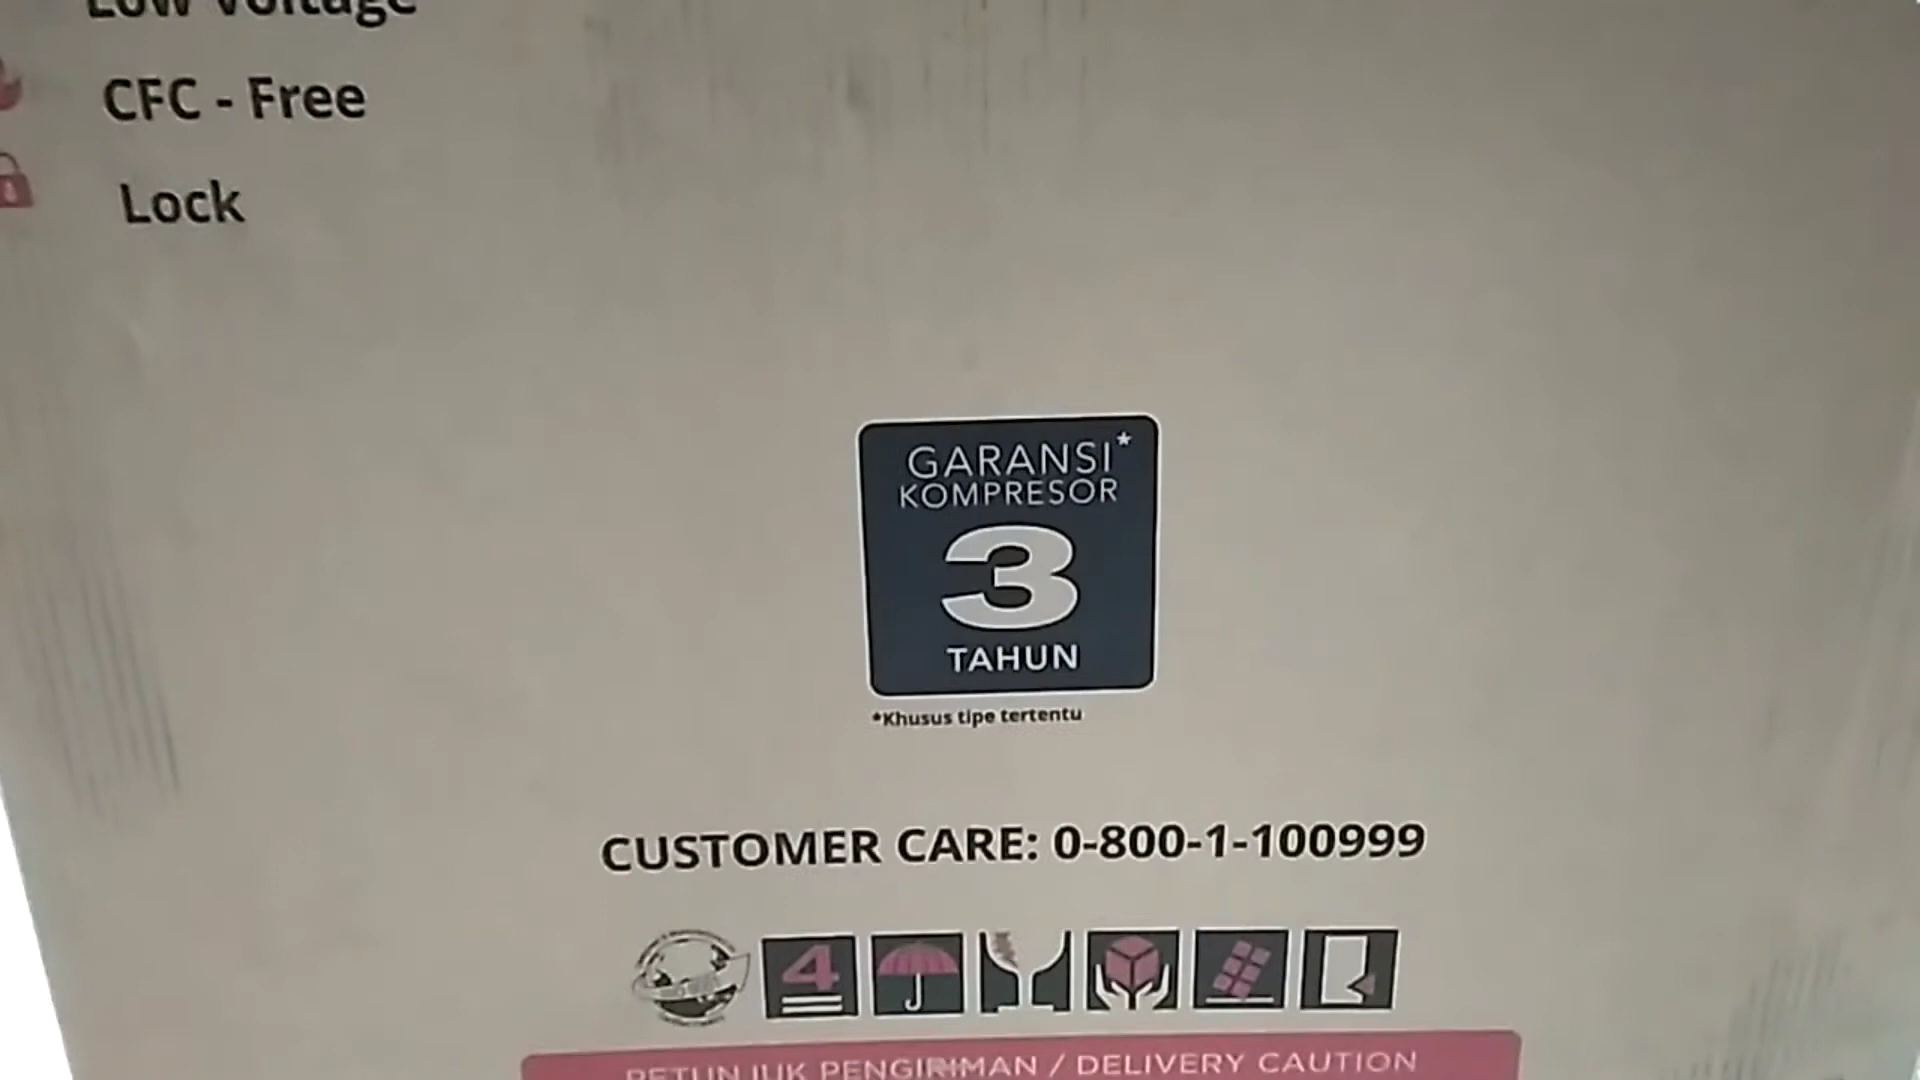 Low Voltage
CFC - Free
Lock
GARANSI*
KOMPRESOR
3
TAHUN
*Khusus tipe tertentu
CUSTOMER CARE: 0-800-1-100999
4
PETUNJUK PENGIRIMAN / DELIVERY CAUTION